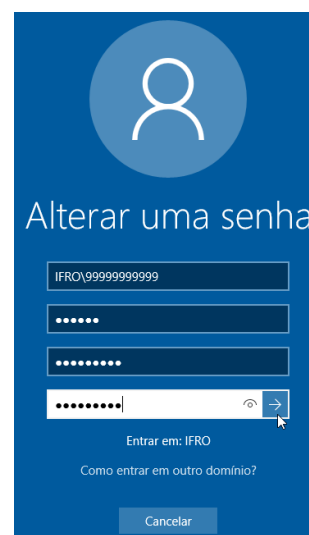 Alterar uma senha
IFRO\99999999999
••••••
•••••••••
•••••••••
Entrar em: IFRO
Como entrar em outro domínio?
Cancelar